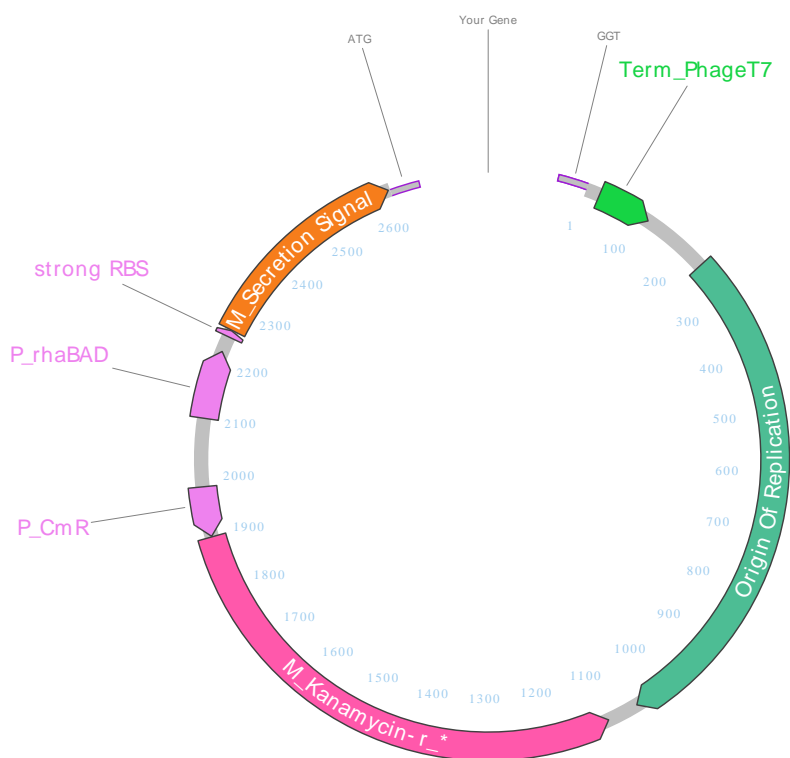 Your Gene
ATG
GGT
Term_PhageT7
M_Secretion Signal
strong RBS
P_rhaBAD
P_CmR
M_Kanamycin-r_*
Origin Of Replication
1
100
200
300
400
500
600
700
800
900
1000
1100
1200
1300
1400
1500
1600
1700
1800
1900
2000
2100
2200
2300
2400
2500
2600